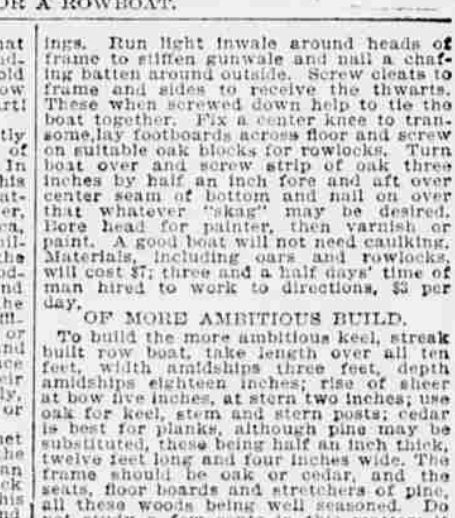 OR A ROWBOAT.
ings. Run light inwale around heads of
frame to stiffen gunwale and nail a chaf-
ing batten around outside. Screw cleats to
frame and sides to receive the thwarts.
These when screwed down help to tie the
boat together. Fix a center knee to tran-
some,lay footboards across floor and screw
on suitable oak blocks for rowlocks. Turn
boat over and screw strip of oak three
inches by half an inch fore and aft over
center seam of bottom and nail on over
that whatever "skag" may be desired.
Bore head for painter, then varnish or
paint. A good boat will not need caulking.
Materials, including oars and rowlocks,
will cost $7; three and a half days' time of
man hired to work to directions, $3 per
day.
OF MORE AMBITIOUS BUILD.
To build the more ambitious keel, streak
built row boat, take length over all ten
feet, width amidships three feet, depth
amidships eighteen inches; rise of sheer
at bow five inches, at stern two inches; use
oak for keel, stem and stern posts; cedar
is best for planks, although pine may be
substituted, these being half an inch thick,
twelve feet long and four inches wide. The
frame should be oak or cedar, and the
seats, floor boards and stretchers of pine,
all these woods being well seasoned. Do